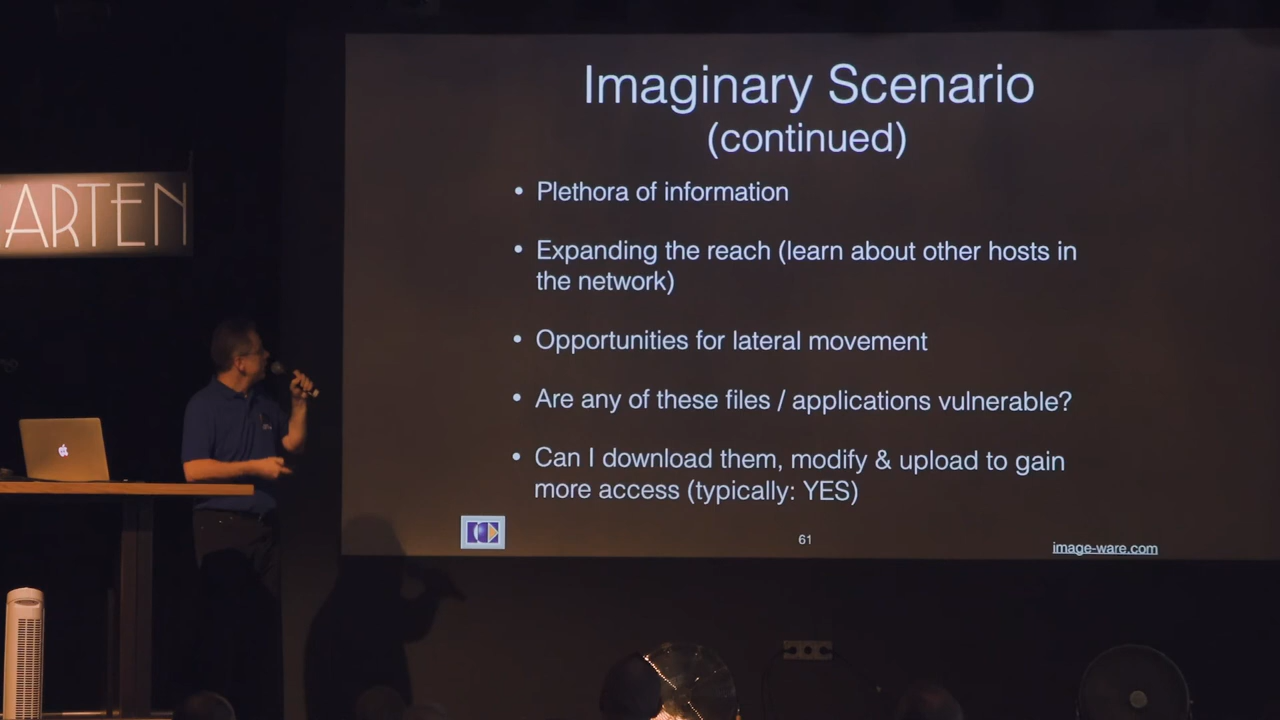 ARTEN
Imaginary Scenario
(continued)
• Plethora of information
• Expanding the reach (learn about other hosts in
the network)
• Opportunities for lateral movement
• Are any of these files / applications vulnerable?
• Can I download them, modify & upload to gain
more access (typically: YES)
61
image-ware.com